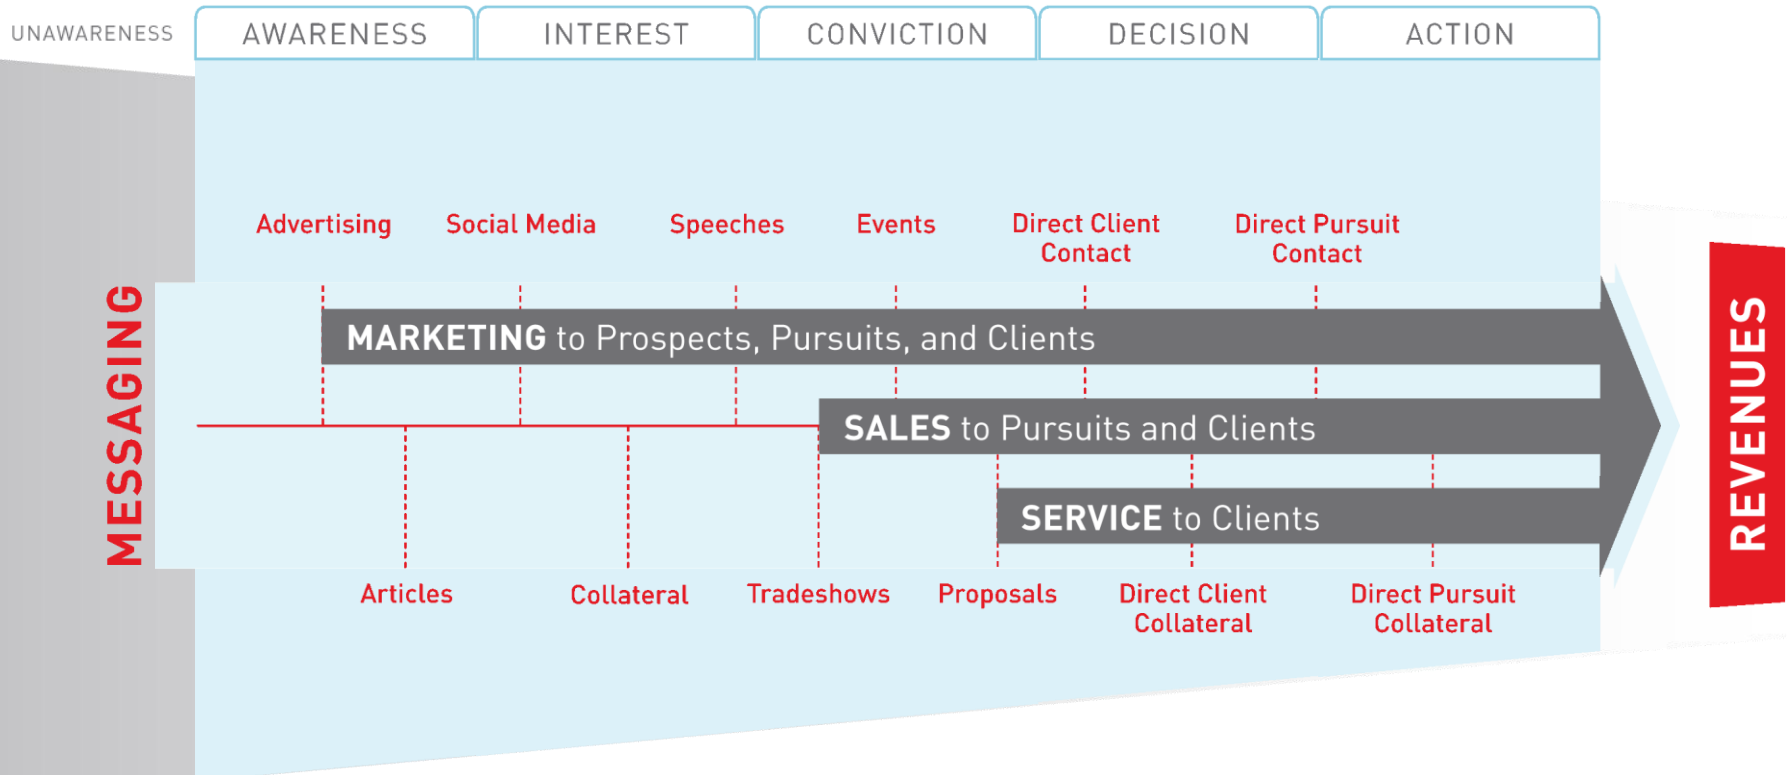 UNAWARENESS
AWARENESS
INTEREST
CONVICTION
DECISION
ACTION
Advertising
Social Media
Speeches
Events
Direct Client
Contact
Direct Pursuit
Contact
MESSAGING
MARKETING to Prospects, Pursuits, and Clients
SALES to Pursuits and Clients
SERVICE to Clients
REVENUES
Articles
Collateral
Tradeshows
Proposals
Direct Client
Collateral
Direct Pursuit
Collateral